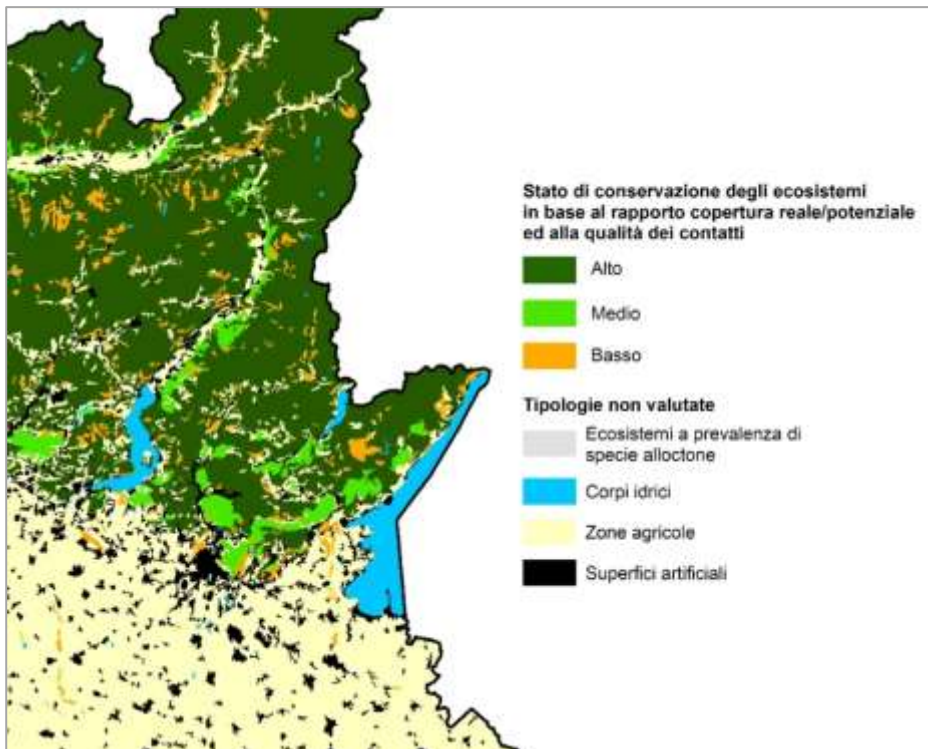 Stato di conservazione degli ecosistemi
in base al rapporto copertura reale/potenziale
ed alla qualità dei contatti
Alto
Medio
Basso
Tipologie non valutate
Ecosistemi a prevalenza di
specie alloctone
Corpi idrici
Zone agricole
Superfici artificiali